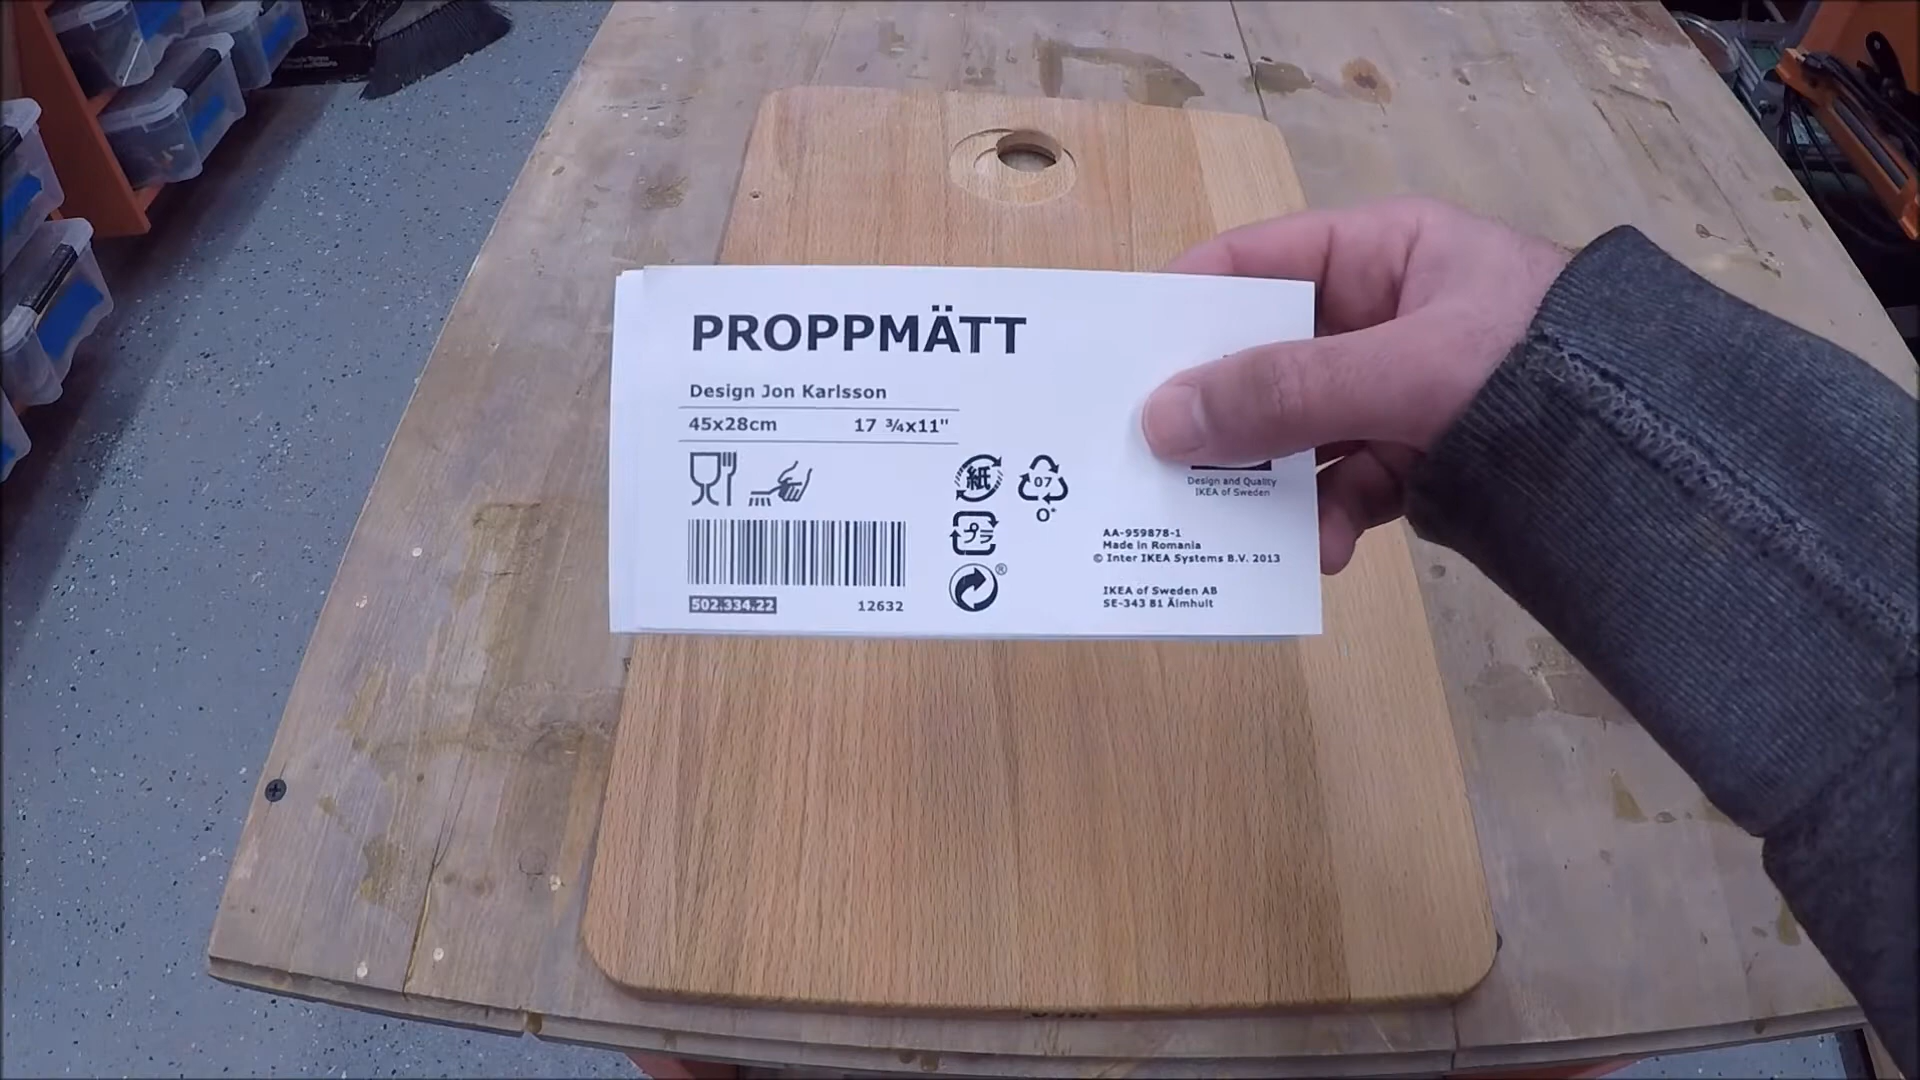 PROPPMÄTT
Design Jon Karlsson
45x28cm 17 ¾x11"
紙
07
O*
プラ
®
502.334.22 12632
Design and Quality
IKEA of Sweden
AA-959878-1
Made in Romania
© Inter IKEA Systems B.V. 2013
IKEA of Sweden AB
SE-343 81 Älmhult